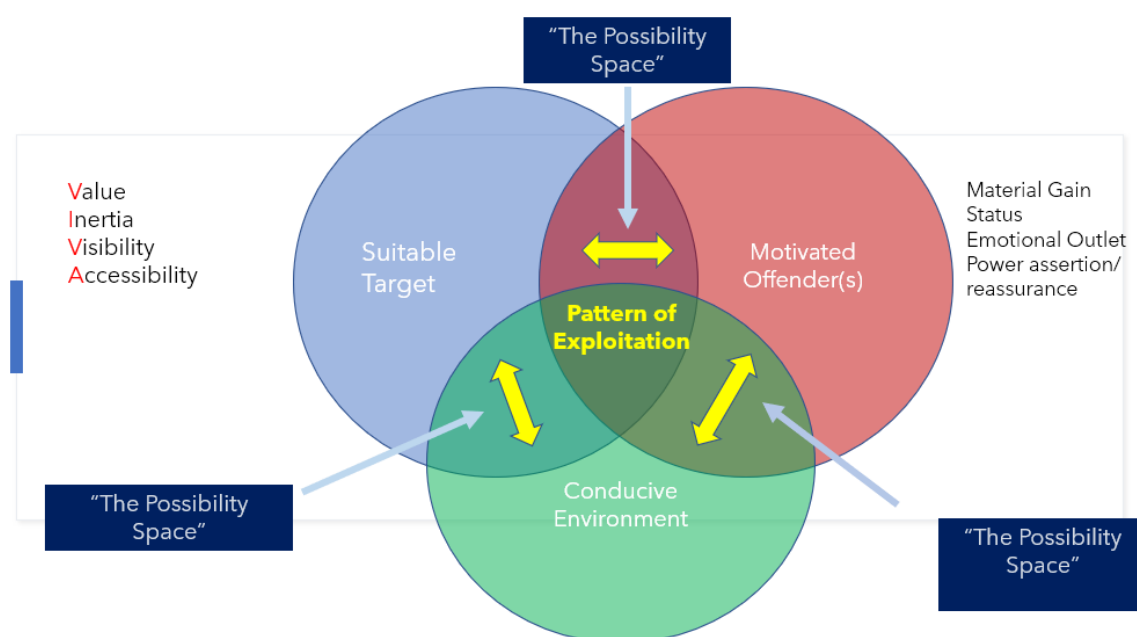 “The Possibility
Space”
Value
Inertia
Visibility
Accessibility
Suitable
Target
Motivated
Offender(s)
Material Gain
Status
Emotional Outlet
Power assertion/
reassurance
Pattern of
Exploitation
“The Possibility
Space”
Conducive
Environment
“The Possibility
Space”